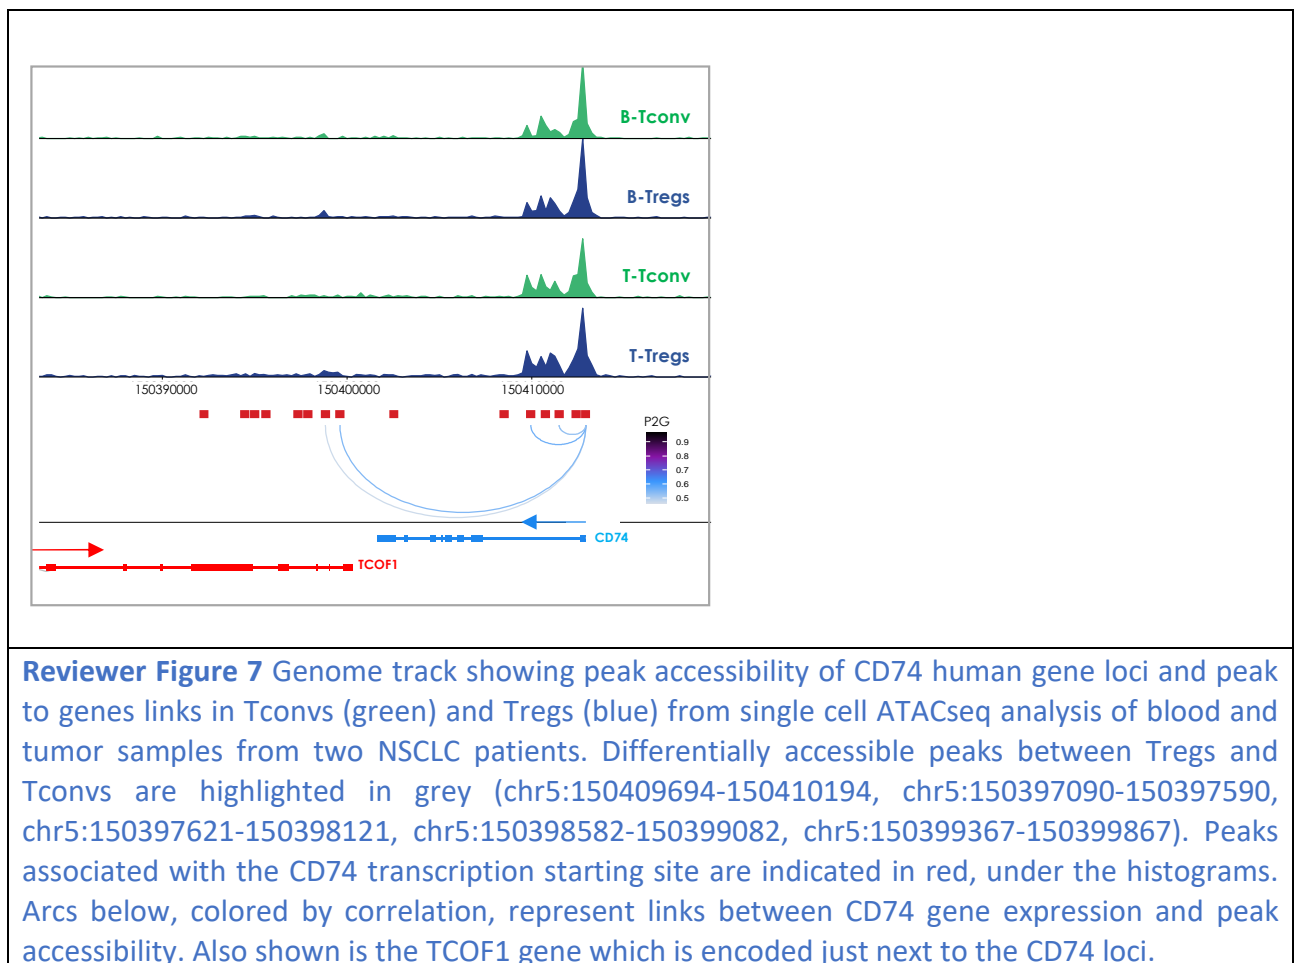 B-Tconv
B-Tregs
T-Tconv
T-Tregs
150390000 150400000 150410000
P2G
0.9
0.8
0.7
0.6
0.5
CD74
TCOF1
Reviewer Figure 7 Genome track showing peak accessibility of CD74 human gene loci and peak
to genes links in Tconvs (green) and Tregs (blue) from single cell ATACseq analysis of blood and
tumor samples from two NSCLC patients. Differentially accessible peaks between Tregs and
Tconvs are highlighted in grey (chr5:150409694-150410194, chr5:150397090-150397590,
chr5:150397621-150398121, chr5:150398582-150399082, chr5:150399367-150399867). Peaks
associated with the CD74 transcription starting site are indicated in red, under the histograms.
Arcs below, colored by correlation, represent links between CD74 gene expression and peak
accessibility. Also shown is the TCOF1 gene which is encoded just next to the CD74 loci.